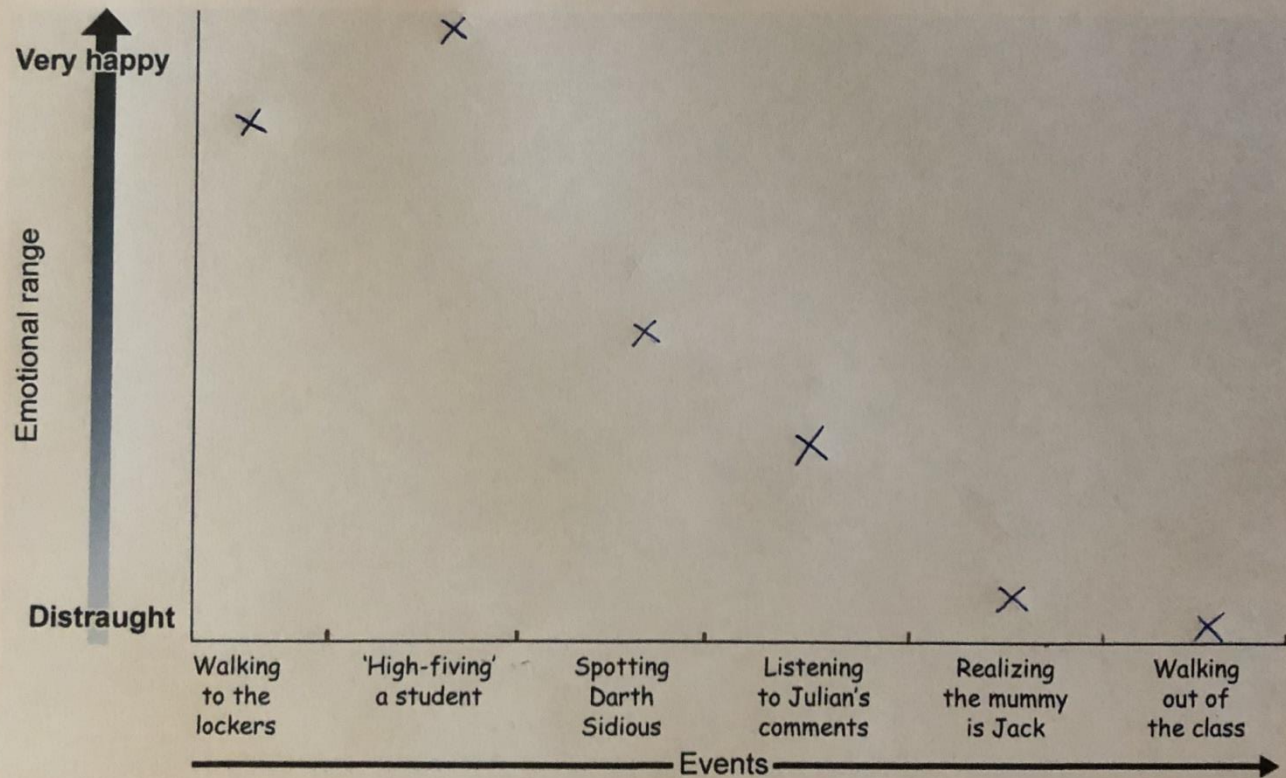 Very happy
Emotional range
Distraught
Walking
to the
lockers
'High-fiving'
a student
Spotting
Darth
Sidious
Listening
to Julian's
comments
Realizing
the mummy
is Jack
Walking
out of
the class
Events